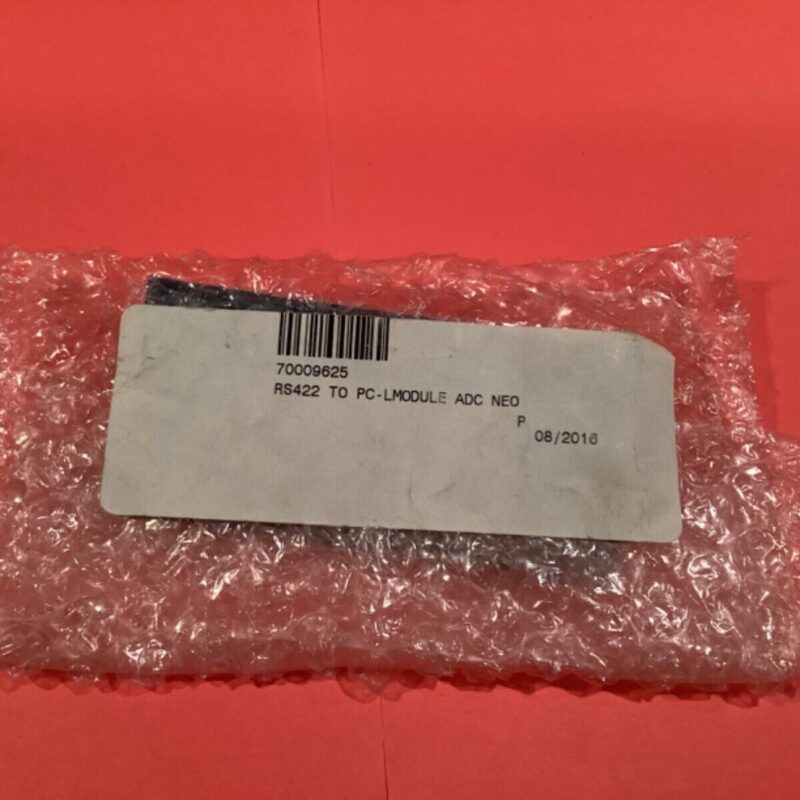 70009625
RS422 TO PC-LMODULE ADC NEO
P
08/2016